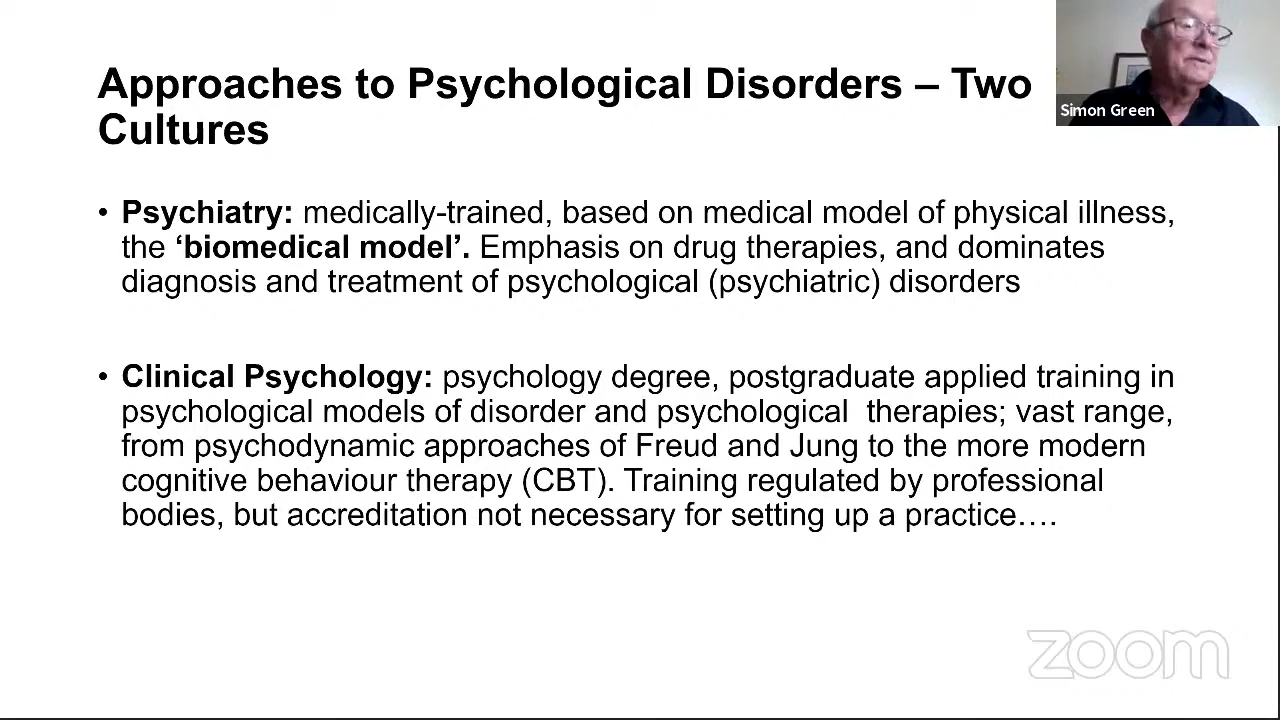 Approaches to Psychological Disorders – Two
Cultures
Simon Green
• Psychiatry: medically-trained, based on medical model of physical illness,
the ‘biomedical model’. Emphasis on drug therapies, and dominates
diagnosis and treatment of psychological (psychiatric) disorders
• Clinical Psychology: psychology degree, postgraduate applied training in
psychological models of disorder and psychological  therapies; vast range,
from psychodynamic approaches of Freud and Jung to the more modern
cognitive behaviour therapy (CBT). Training regulated by professional
bodies, but accreditation not necessary for setting up a practice….
zoom